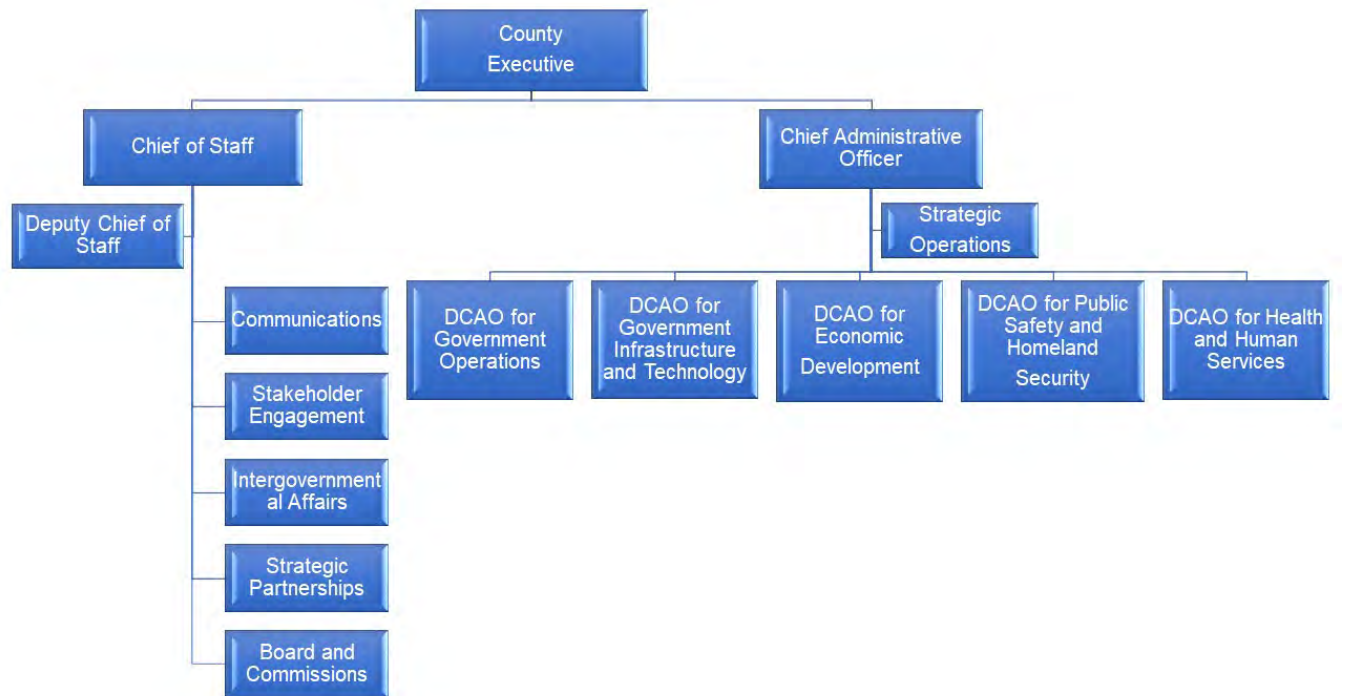 County
Executive
Chief of Staff
Chief Administrative
Officer
Deputy Chief of
Staff
Strategic
Operations
Communications
Stakeholder
Engagement
Intergovernment
al Affairs
Strategic
Partnerships
Board and
Commissions
DCAO for
Government
Operations
DCAO for
Government
Infrastructure
and Technology
DCAO for
Economic
Development
DCAO for Public
Safety and
Homeland
Security
DCAO for Health
and Human
Services